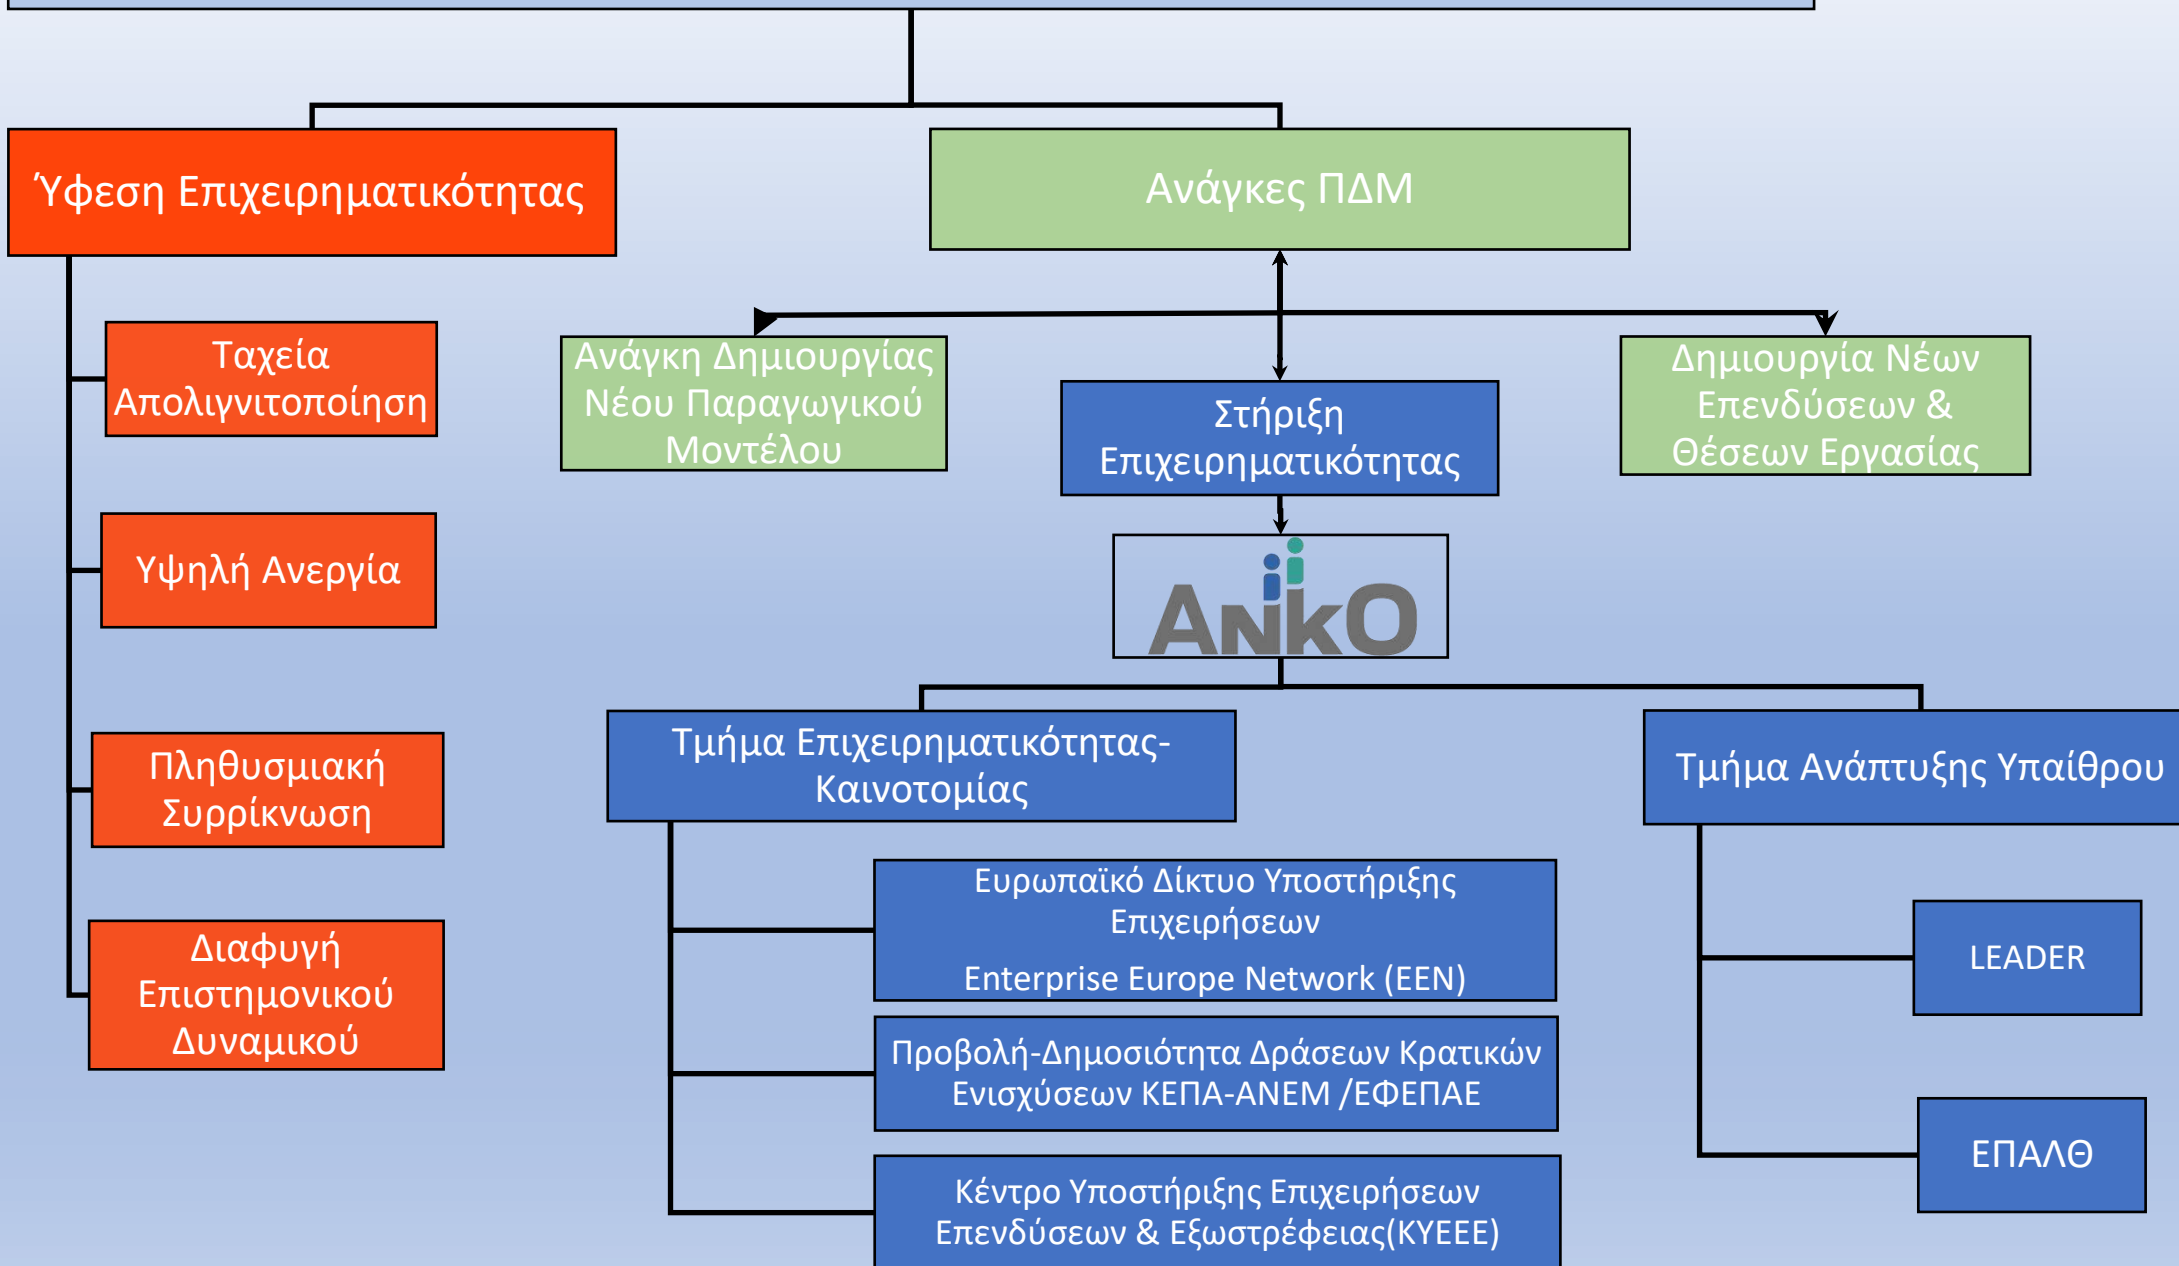 Ύφεση Επιχειρηματικότητας
Ανάγκες ΠΔΜ
Ταχεία
Απολιγνιτοποίηση
Υψηλή Ανεργία
Πληθυσμιακή
Συρρίκνωση
Διαφυγή
Επιστημονικού
Δυναμικού
Ανάγκη Δημιουργίας
Νέου Παραγωγικού
Μοντέλου
Στήριξη
Επιχειρηματικότητας
Δημιουργία Νέων
Επενδύσεων &
Θέσεων Εργασίας
ANKO
Τμήμα Επιχειρηματικότητας-
Καινοτομίας
Ευρωπαϊκό Δίκτυο Υποστήριξης
Επιχειρήσεων
Enterprise Europe Network (EEN)
Προβολή-Δημοσιότητα Δράσεων Κρατικών
Ενισχύσεων ΚΕΠΑ-ΑΝΕΜ /ΕΦΕΠΑΕ
Κέντρο Υποστήριξης Επιχειρήσεων
Επενδύσεων & Εξωστρέφειας(ΚΥΕΕΕ)
Τμήμα Ανάπτυξης Υπαίθρου
LEADER
ΕΠΑΛΘ